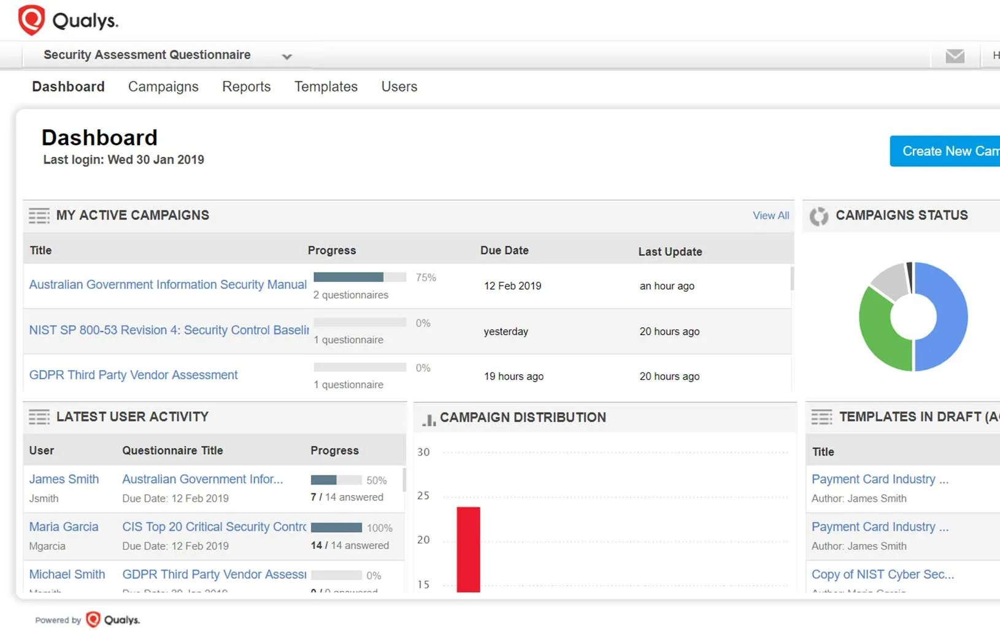 Qualys.
Security Assessment Questionnaire
H
Dashboard Campaigns Reports Templates Users
Dashboard
Last login: Wed 30 Jan 2019
Create New Cam
MY ACTIVE CAMPAIGNS View All
Title Progress Due Date Last Update
Australian Government Information Security Manual 75% 12 Feb 2019 an hour ago
2 questionnaires
NIST SP 800-53 Revision 4: Security Control Baselin 0% yesterday 20 hours ago
1 questionnaire
GDPR Third Party Vendor Assessment 0% 19 hours ago 20 hours ago
1 questionnaire
CAMPAIGNS STATUS
LATEST USER ACTIVITY
User Questionnaire Title Progress
James Smith Australian Government Infor... 50%
Jsmith Due Date: 12 Feb 2019 7 / 14 answered
Maria Garcia CIS Top 20 Critical Security Contro 100%
Mgarcia Due Date: 12 Feb 2019 14 / 14 answered
Michael Smith GDPR Third Party Vendor Assess 0%
CAMPAIGN DISTRIBUTION
30
25
20
15
TEMPLATES IN DRAFT (A
Title
Payment Card Industry ...
Author: James Smith
Payment Card Industry ...
Author: James Smith
Copy of NIST Cyber Sec...
Powered by Qualys.